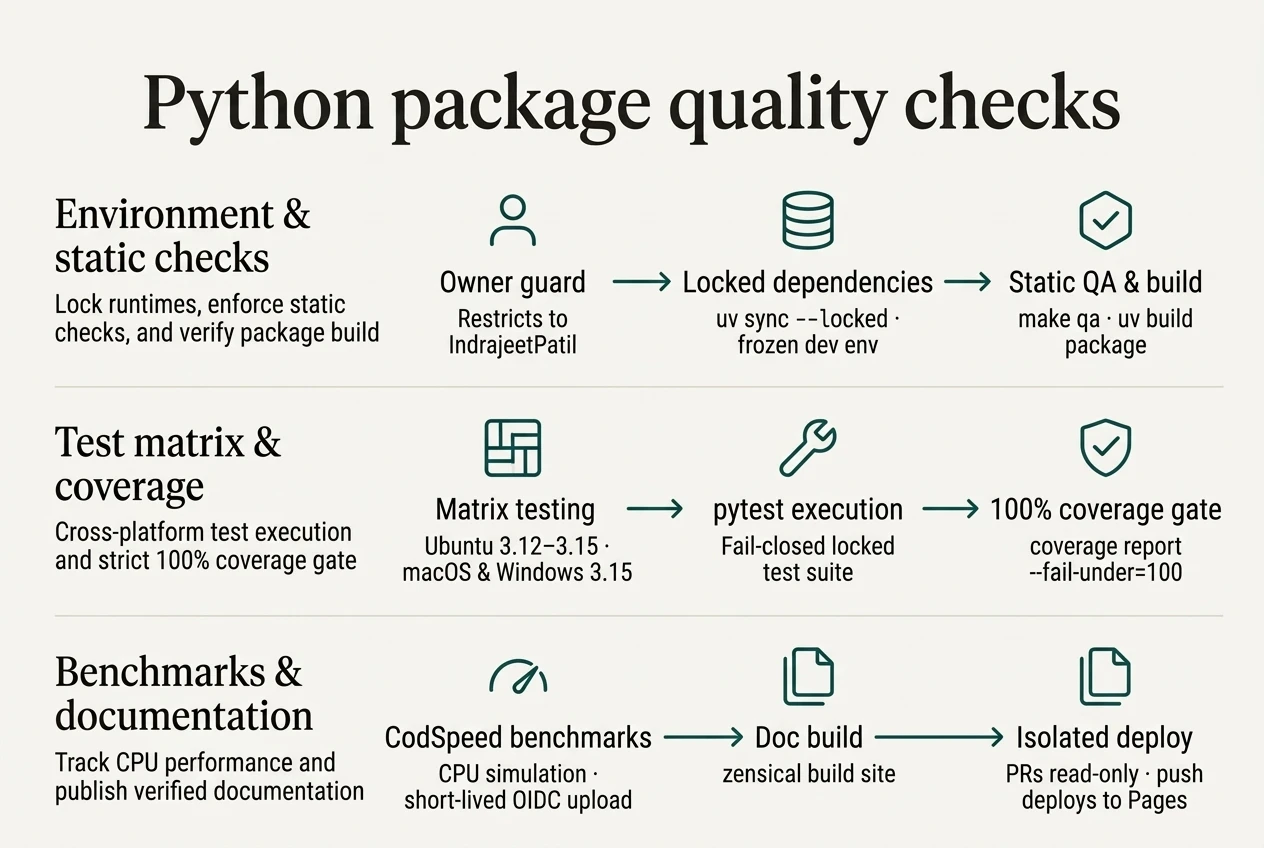 Python package quality checks
Environment &
static checks
Lock runtimes, enforce static
checks, and verify package build
Owner guard
Restricts to
IndrajeetPatil
Locked dependencies
uv sync --locked ·
frozen dev env
Static QA & build
make qa · uv build
package
Test matrix &
coverage
Cross-platform test execution
and strict 100% coverage gate
Matrix testing
Ubuntu 3.12–3.15 ·
macOS & Windows 3.15
pytest execution
Fail-closed locked
test suite
100% coverage gate
coverage report
--fail-under=100
Benchmarks &
documentation
Track CPU performance and
publish verified documentation
CodSpeed benchmarks
CPU simulation ·
short-lived OIDC upload
Doc build
zensical build site
Isolated deploy
PRs read-only · push
deploys to Pages